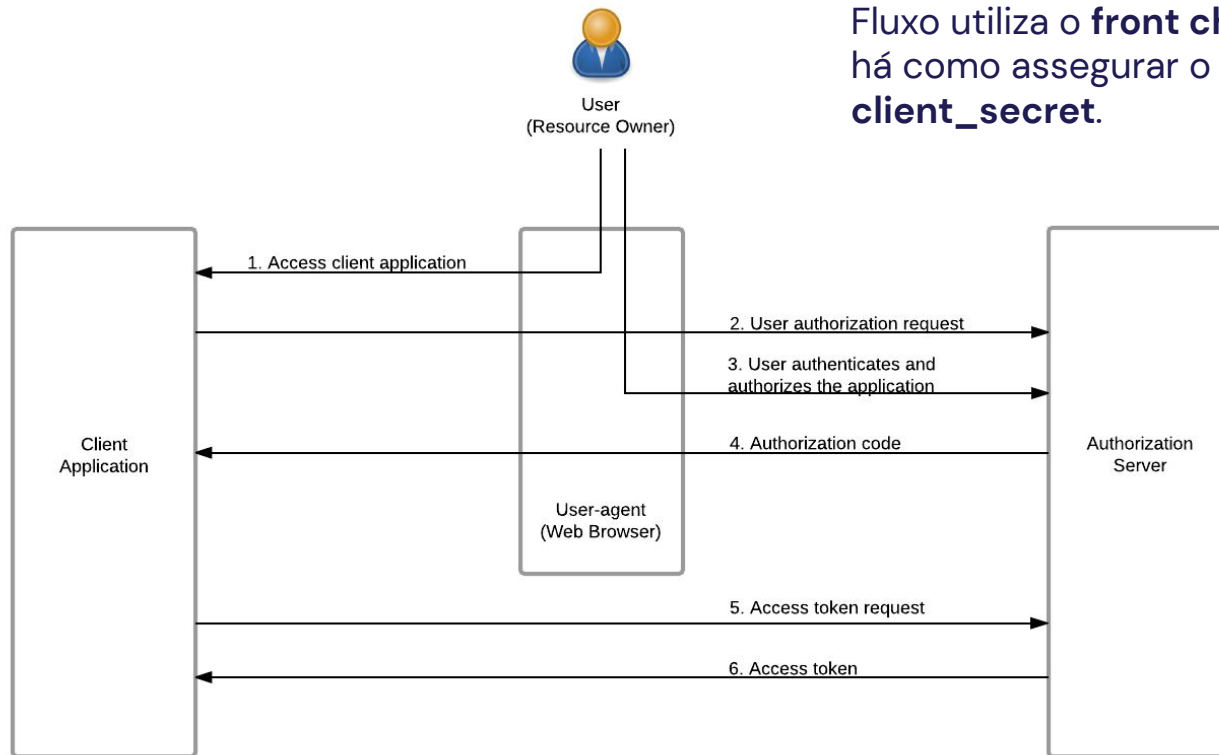 Fluxo utiliza o front
há como assegurar o
client_secret.
User
(Resource Owner)
1. Access client application
2. User authorization request
3. User authenticates and
authorizes the application
4. Authorization code
Client
Application
Authorization
Server
User-agent
(Web Browser)
5. Access token request
6. Access token